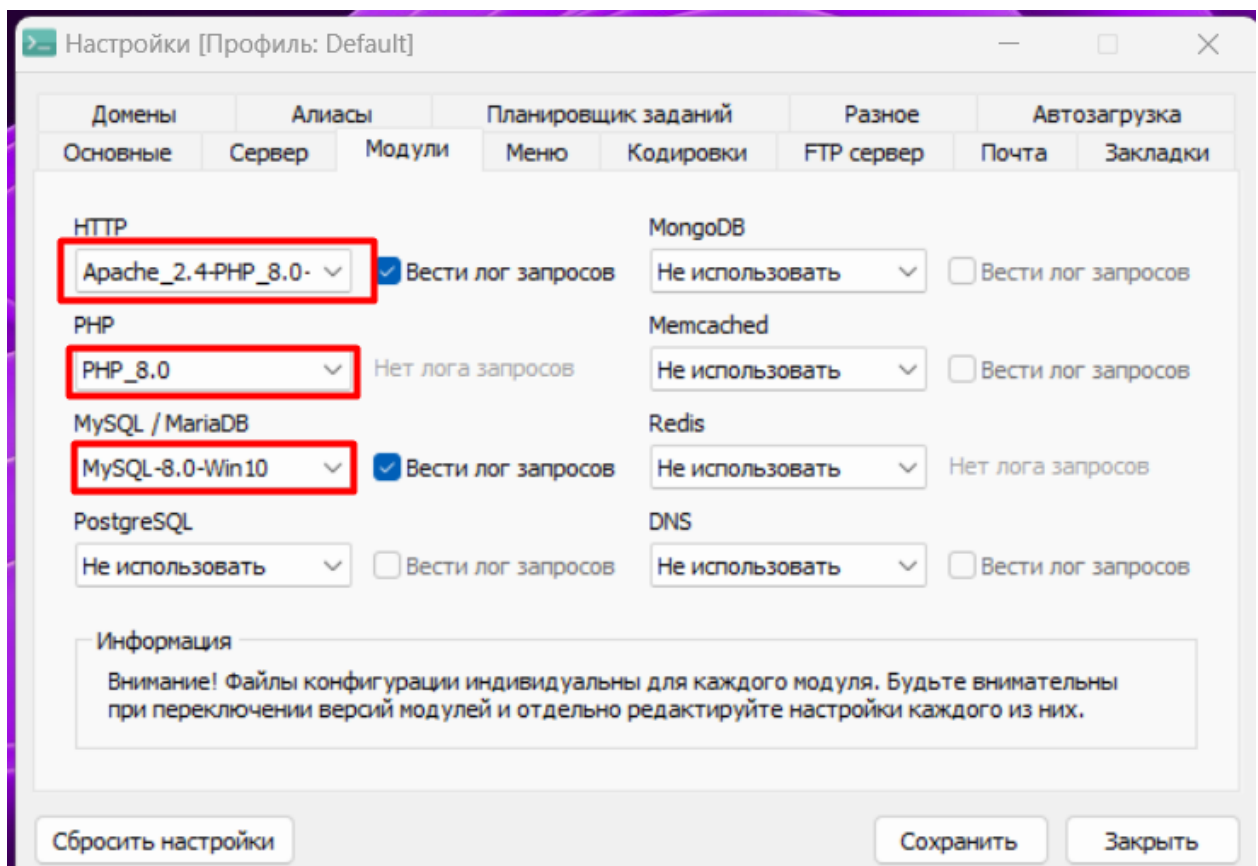 Настройки [Профиль: Default]
Домены Алиасы Планировщик заданий Разное Автозагрузка
Основные Сервер Модули Меню Кодировки FTP сервер Почта Закладки
HTTP MongoDB
Apache_2.4-PHP_8.0- Вести лог запросов Не использовать Вести лог запросов
PHP Memcached
PHP_8.0 Нет лога запросов Не использовать Вести лог запросов
MySQL / MariaDB Redis
MySQL-8.0-Win10 Вести лог запросов Не использовать Нет лога запросов
PostgreSQL DNS
Не использовать Вести лог запросов Не использовать Вести лог запросов
Информация
Внимание! Файлы конфигурации индивидуальны для каждого модуля. Будьте внимательны
при переключении версий модулей и отдельно редактируйте настройки каждого из них.
Сбросить настройки Сохранить Закрыть